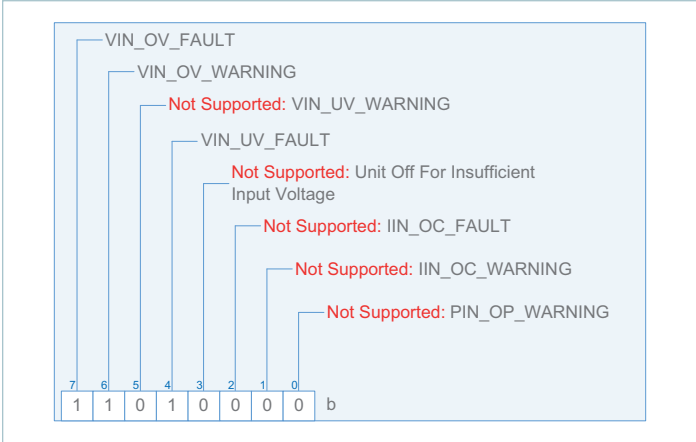 VIN_OV_FAULT
VIN_OV_WARNING
Not Supported: VIN_UV_WARNING
VIN_UV_FAULT
Not Supported: Unit Off For Insufficient
Input Voltage
Not Supported: IIN_OC_FAULT
Not Supported: IIN_OC_WARNING
Not Supported: PIN_OP_WARNING
7 6 5 4 3 2 1 0
1 1 0 1 0 0 0 0 b